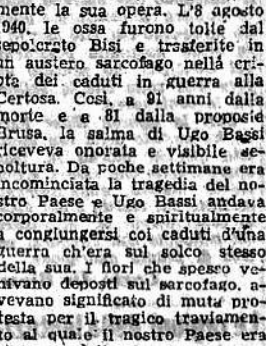 mente la sua opera. L'8 agosto
1940. le ossa furono tolte dal
sepolcreto Bisi e trasferite in
un austero sarcofago nella cri-
pta dei caduti in guerra alla
Certosa. Cosi, a 91 anni dalla
morte e a 81 dalla proposta
Brusa, la salma di Ugo Bassi
riceveva onorata e visibile se-
poltura. Da poche settimane era
incominciata la tragedia del no-
stro Paese e Ugo Bassi andava
corporalmente e spiritualmente
a conglungersi coi caduti d'una
guerra ch'era sul solco stesso
della sua. I fiori che spesso ve-
nivano deposti sul sarcofago. a-
vevano significato di muta pro-
testa per il tragico traviamen-
to al quale il nostro Paese era